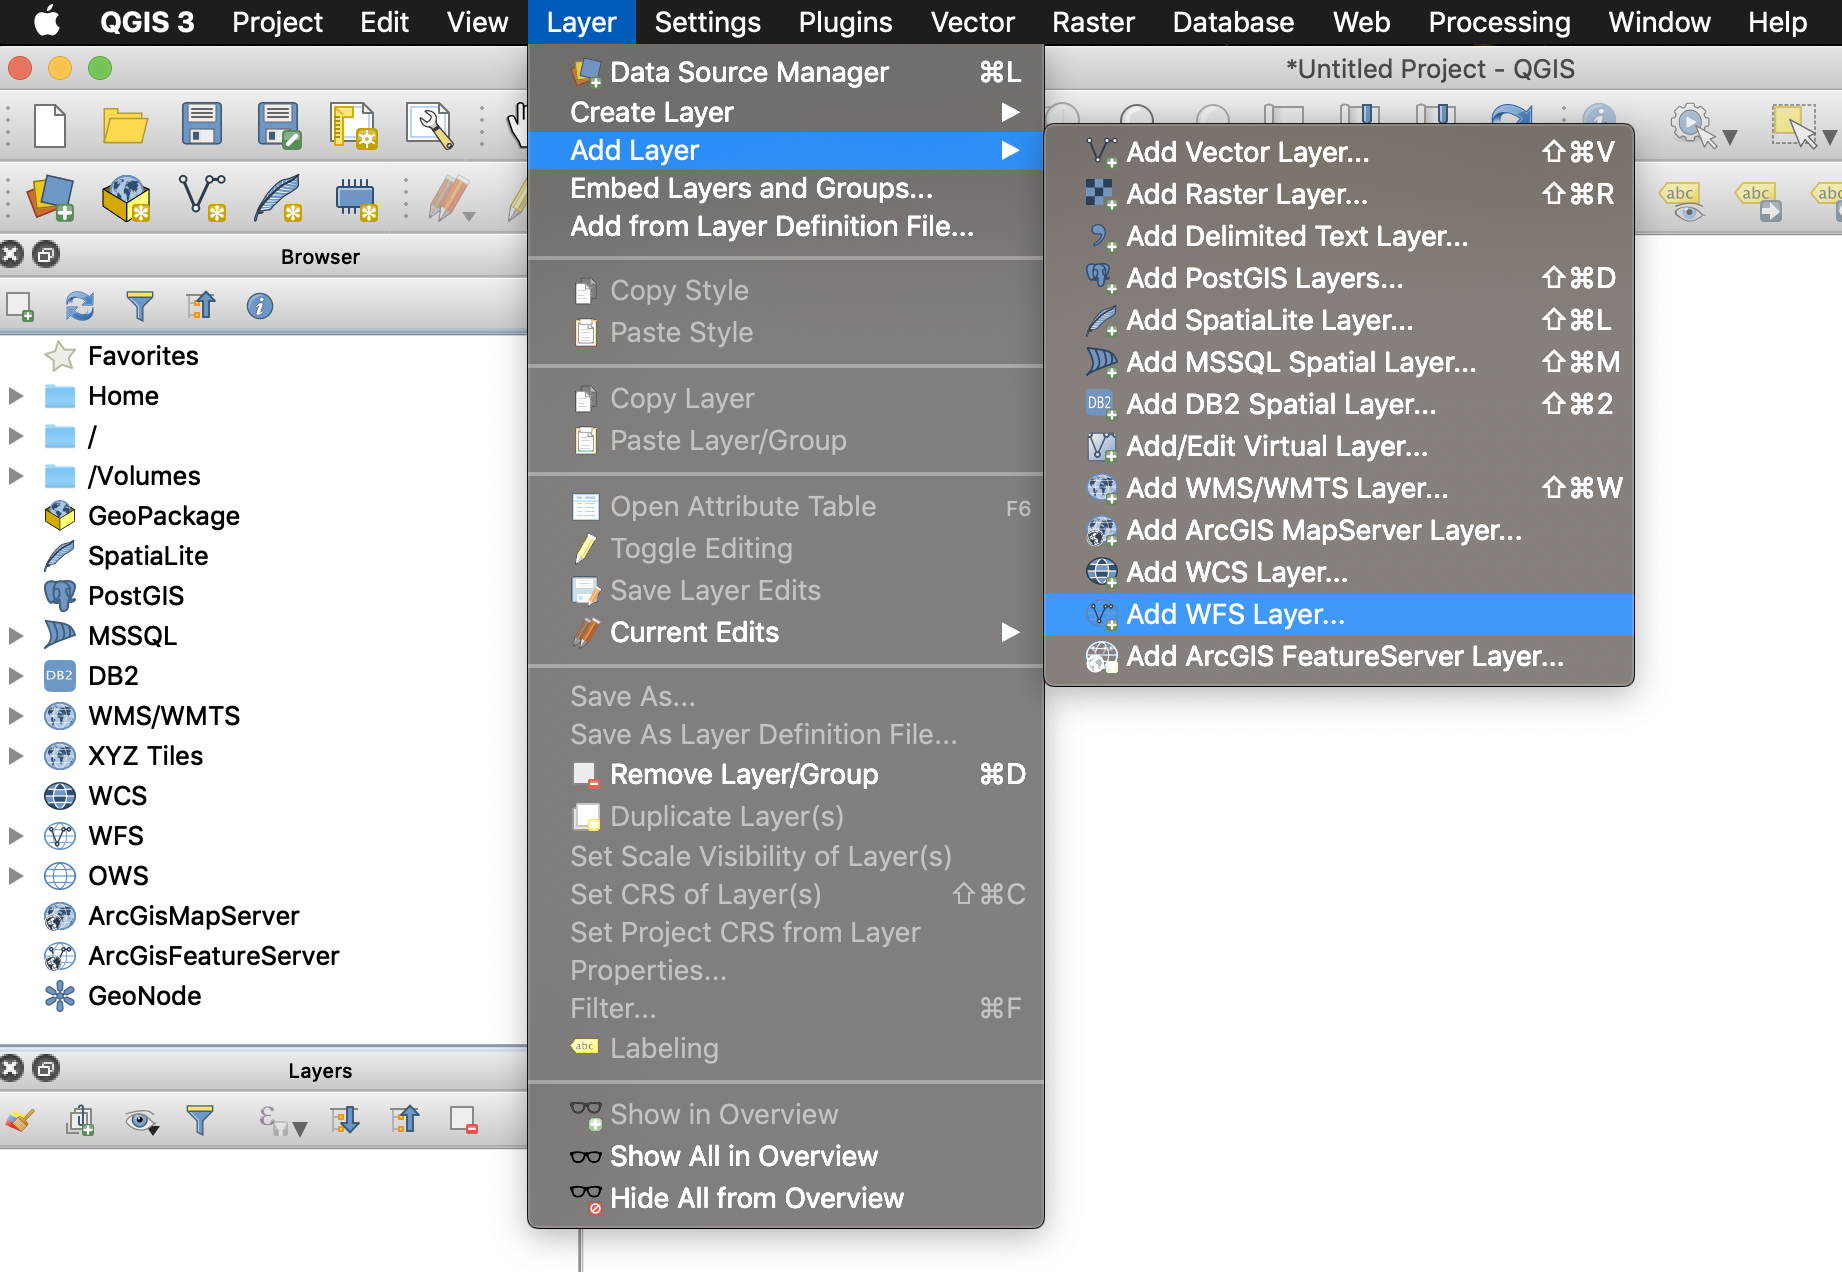 QGIS 3 Project Edit View Layer Settings Plugins Vector Raster Database Web Processing Window Help
*Untitled Project - QGIS
Data Source Manager ⌘L
Create Layer ▶
Add Layer ▶
Embed Layers and Groups...
Add from Layer Definition File...
Copy Style
Paste Style
Copy Layer
Paste Layer/Group
Open Attribute Table F6
Toggle Editing
Save Layer Edits
Current Edits ▶
Save As...
Save As Layer Definition File...
Remove Layer/Group ⌘D
Duplicate Layer(s)
Set Scale Visibility of Layer(s)
Set CRS of Layer(s) ⇧⌘C
Set Project CRS from Layer
Properties...
Filter... ⌘F
abc Labeling
Show in Overview
Show All in Overview
Hide All from Overview
Add Vector Layer... ⇧⌘V
Add Raster Layer... ⇧⌘R
Add Delimited Text Layer...
Add PostGIS Layers... ⇧⌘D
Add SpatiaLite Layer... ⇧⌘L
Add MSSQL Spatial Layer... ⇧⌘M
DB2 Add DB2 Spatial Layer... ⇧⌘2
Add/Edit Virtual Layer...
Add WMS/WMTS Layer... ⇧⌘W
Add ArcGIS MapServer Layer...
Add WCS Layer...
Add WFS Layer...
Add ArcGIS FeatureServer Layer...
abc abc abc
Browser
Favorites
Home
/
/Volumes
GeoPackage
SpatiaLite
PostGIS
MSSQL
DB2 DB2
WMS/WMTS
XYZ Tiles
WCS
WFS
OWS
ArcGisMapServer
ArcGisFeatureServer
GeoNode
Layers